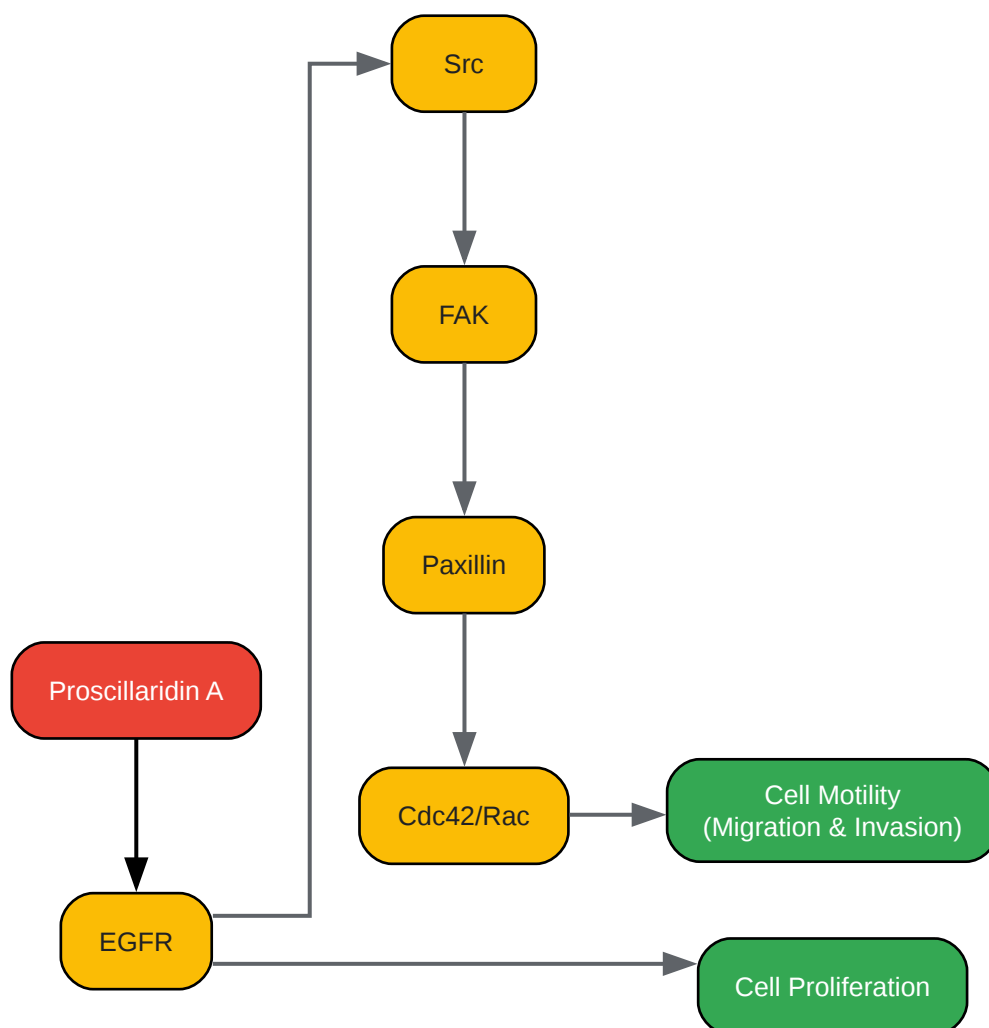 Src
FAK
Paxillin
Proscillaridin A
Cdc42/Rac
Cell Motility
(Migration & Invasion)
EGFR
Cell Proliferation